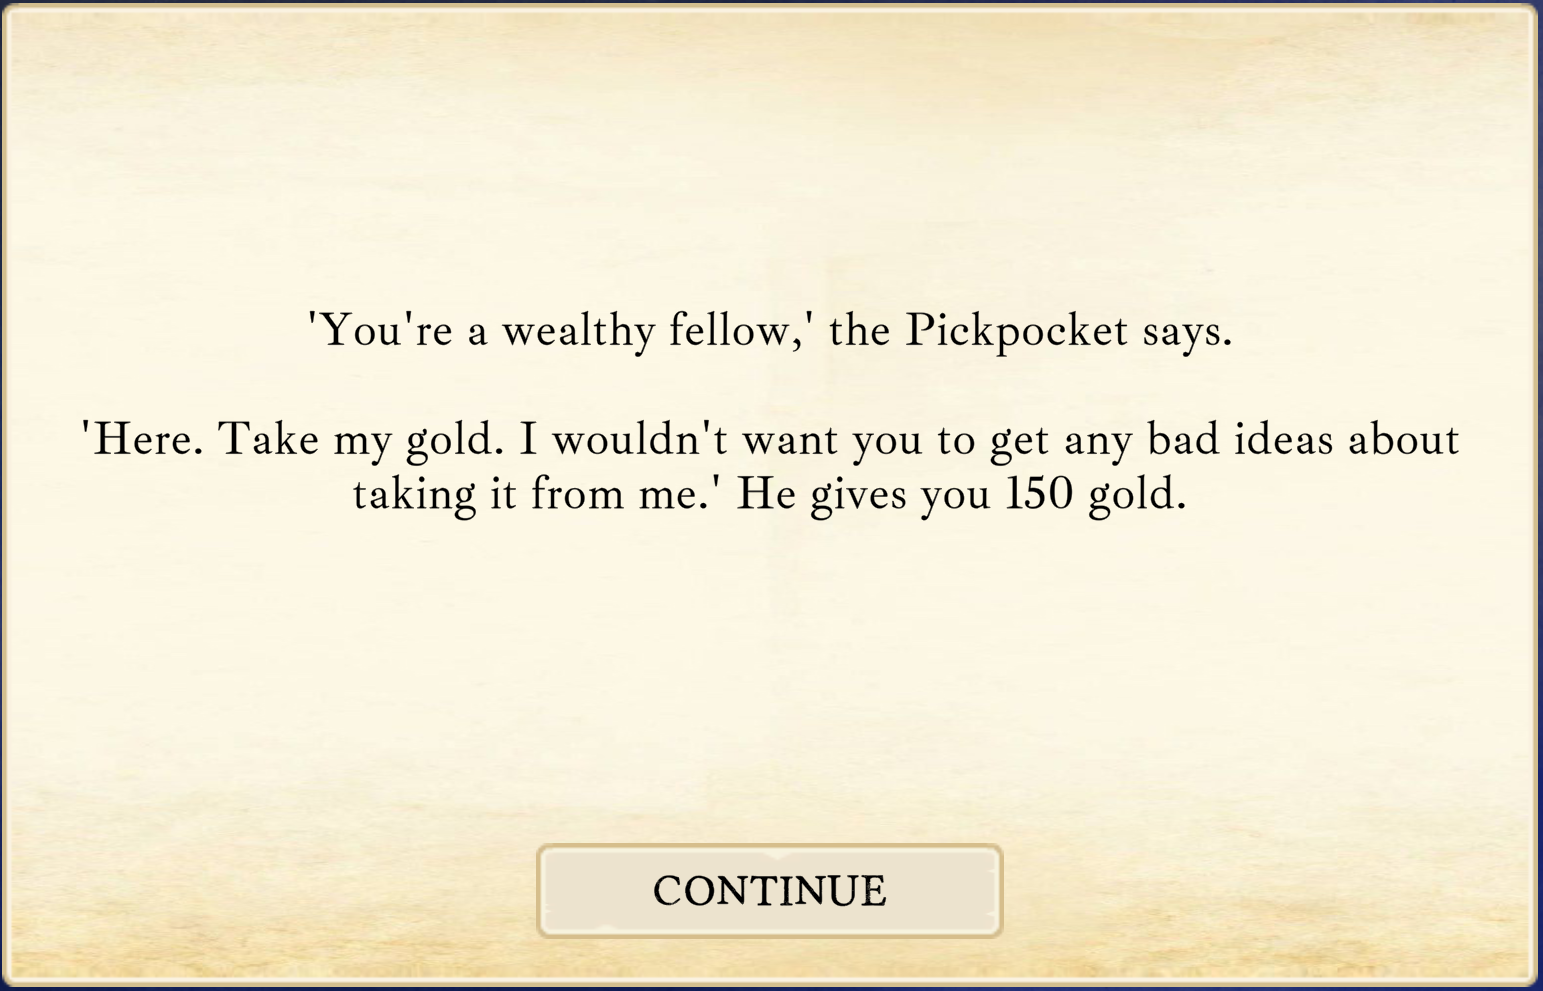 'You're a wealthy fellow,' the Pickpocket says.
'Here. Take my gold. I wouldn't want you to get any bad ideas about
taking it from me.' He gives you 150 gold.
CONTINUE